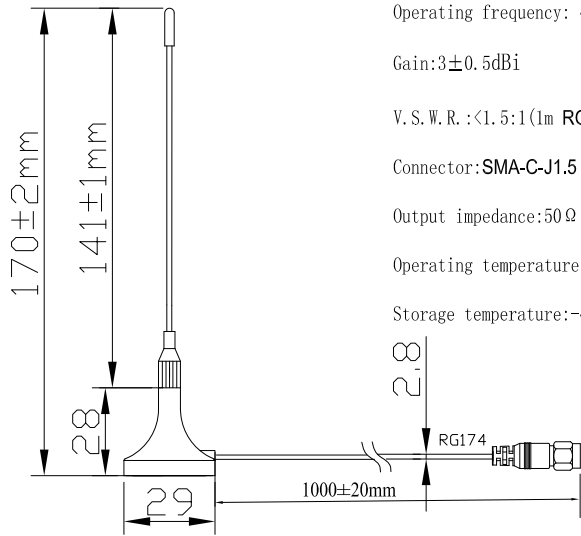 Operating frequency:
Gain:3±0.5dBi
V.S.W.R.:<1.5:1(1m RG
Connector:SMA-C-J1.5
Output impedance:50Ω
Operating temperature
Storage temperature:-
170±2mm
141±1mm
28
29
2.8
RG174
1000±20mm